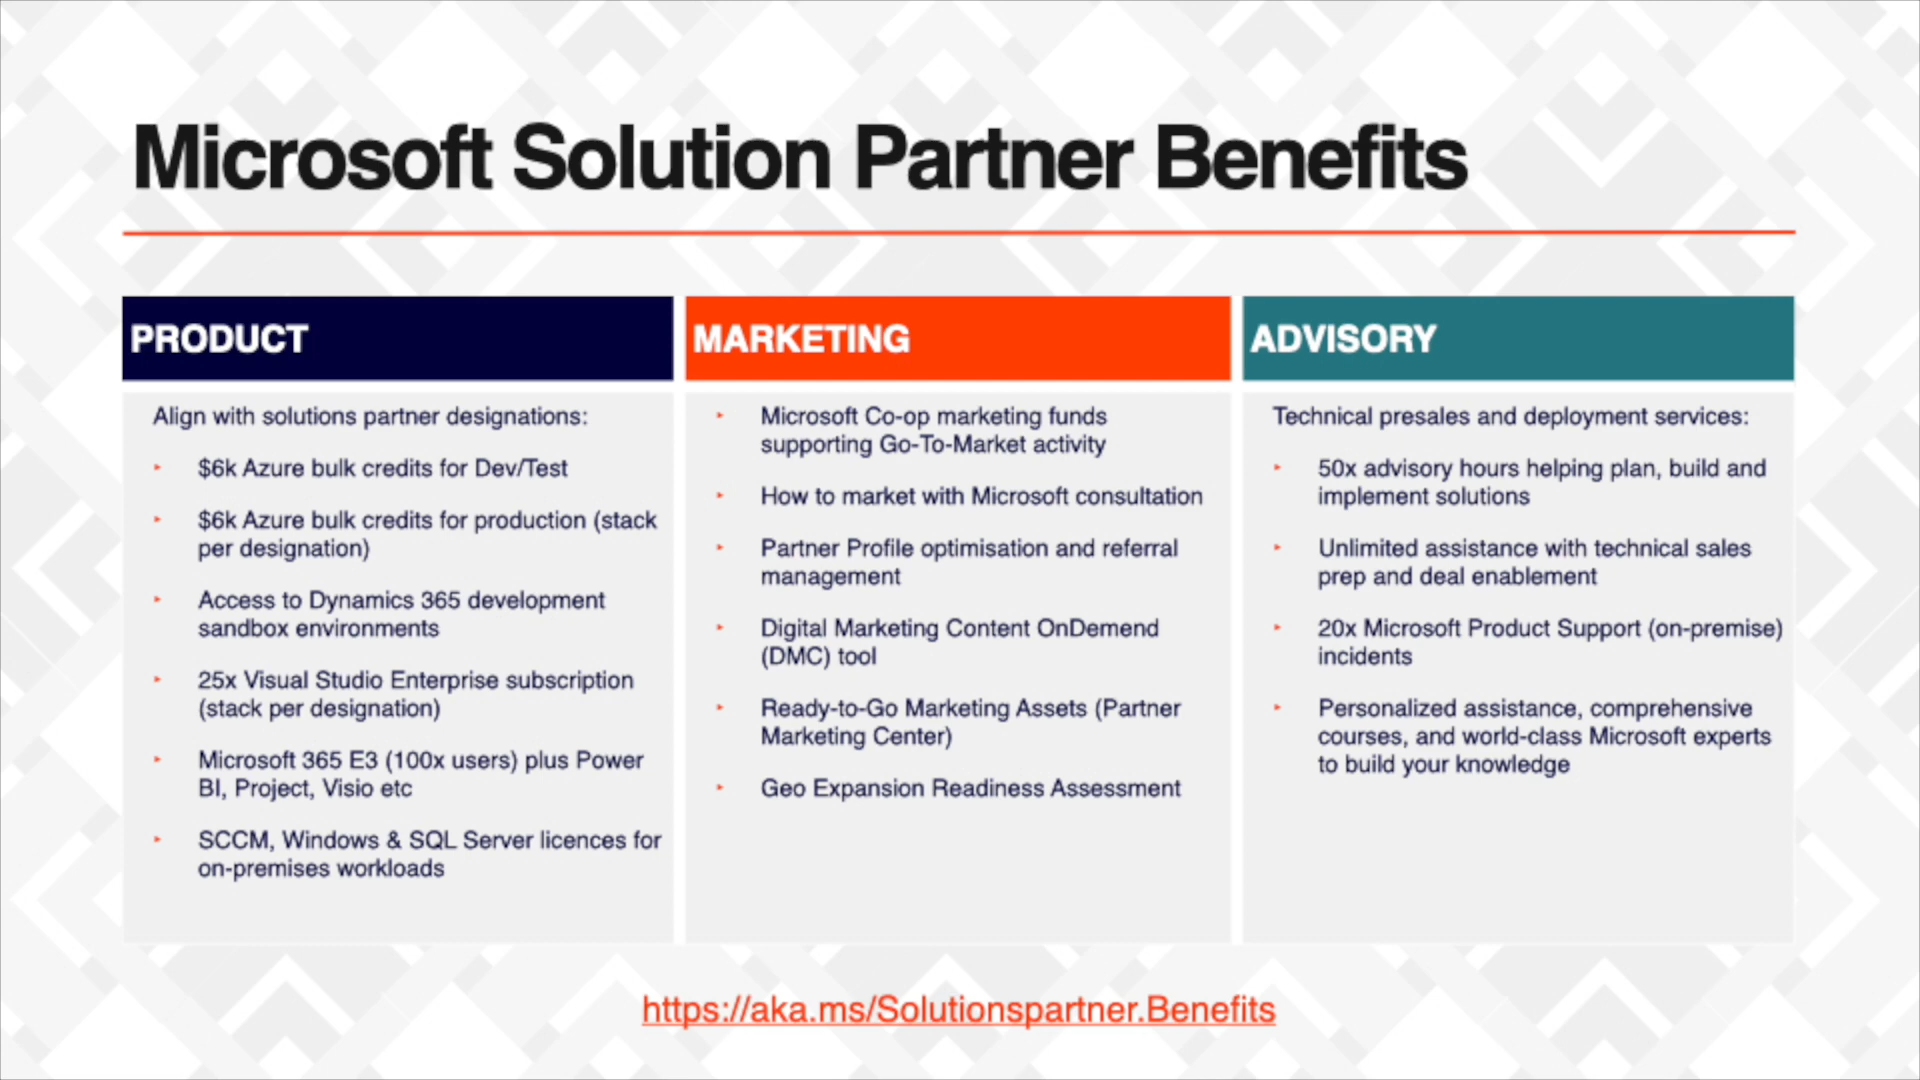 Microsoft Solution Partner Benefits
PRODUCT
Align with solutions partner designations:
‣ $6k Azure bulk credits for Dev/Test
‣ $6k Azure bulk credits for production (stack
per designation)
‣ Access to Dynamics 365 development
sandbox environments
‣ 25x Visual Studio Enterprise subscription
(stack per designation)
‣ Microsoft 365 E3 (100x users) plus Power
BI, Project, Visio etc
‣ SCCM, Windows & SQL Server licences for
on-premises workloads
MARKETING
‣ Microsoft Co-op marketing funds
supporting Go-To-Market activity
‣ How to market with Microsoft consultation
‣ Partner Profile optimisation and referral
management
‣ Digital Marketing Content OnDemend
(DMC) tool
‣ Ready-to-Go Marketing Assets (Partner
Marketing Center)
‣ Geo Expansion Readiness Assessment
ADVISORY
Technical presales and deployment services:
‣ 50x advisory hours helping plan, build and
implement solutions
‣ Unlimited assistance with technical sales
prep and deal enablement
‣ 20x Microsoft Product Support (on-premise)
incidents
‣ Personalized assistance, comprehensive
courses, and world-class Microsoft experts
to build your knowledge
https://aka.ms/Solutionspartner.Benefits